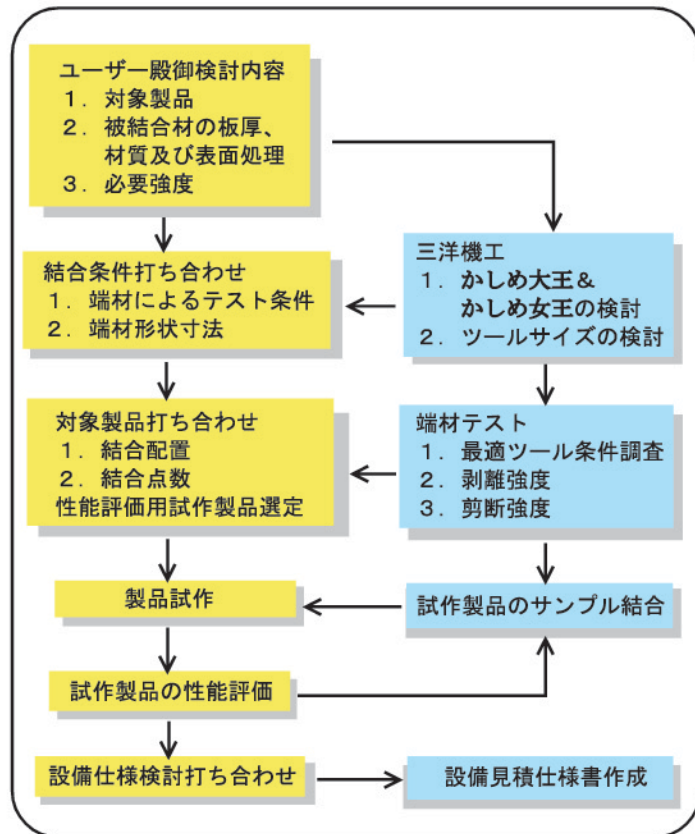 ユーザー殿御検討内容
1. 対象製品
2. 被結合材の板厚、
材質及び表面処理
3. 必要強度
結合条件打ち合わせ
1. 端材によるテスト条件
2. 端材形状寸法
三洋機工
1. かしめ大王&
かしめ女王の検討
2. ツールサイズの検討
対象製品打ち合わせ
1. 結合配置
2. 結合点数
性能評価用試作製品選定
端材テスト
1. 最適ツール条件調査
2. 剥離強度
3. 剪断強度
製品試作
試作製品のサンプル結合
試作製品の性能評価
設備仕様検討打ち合わせ
設備見積仕様書作成